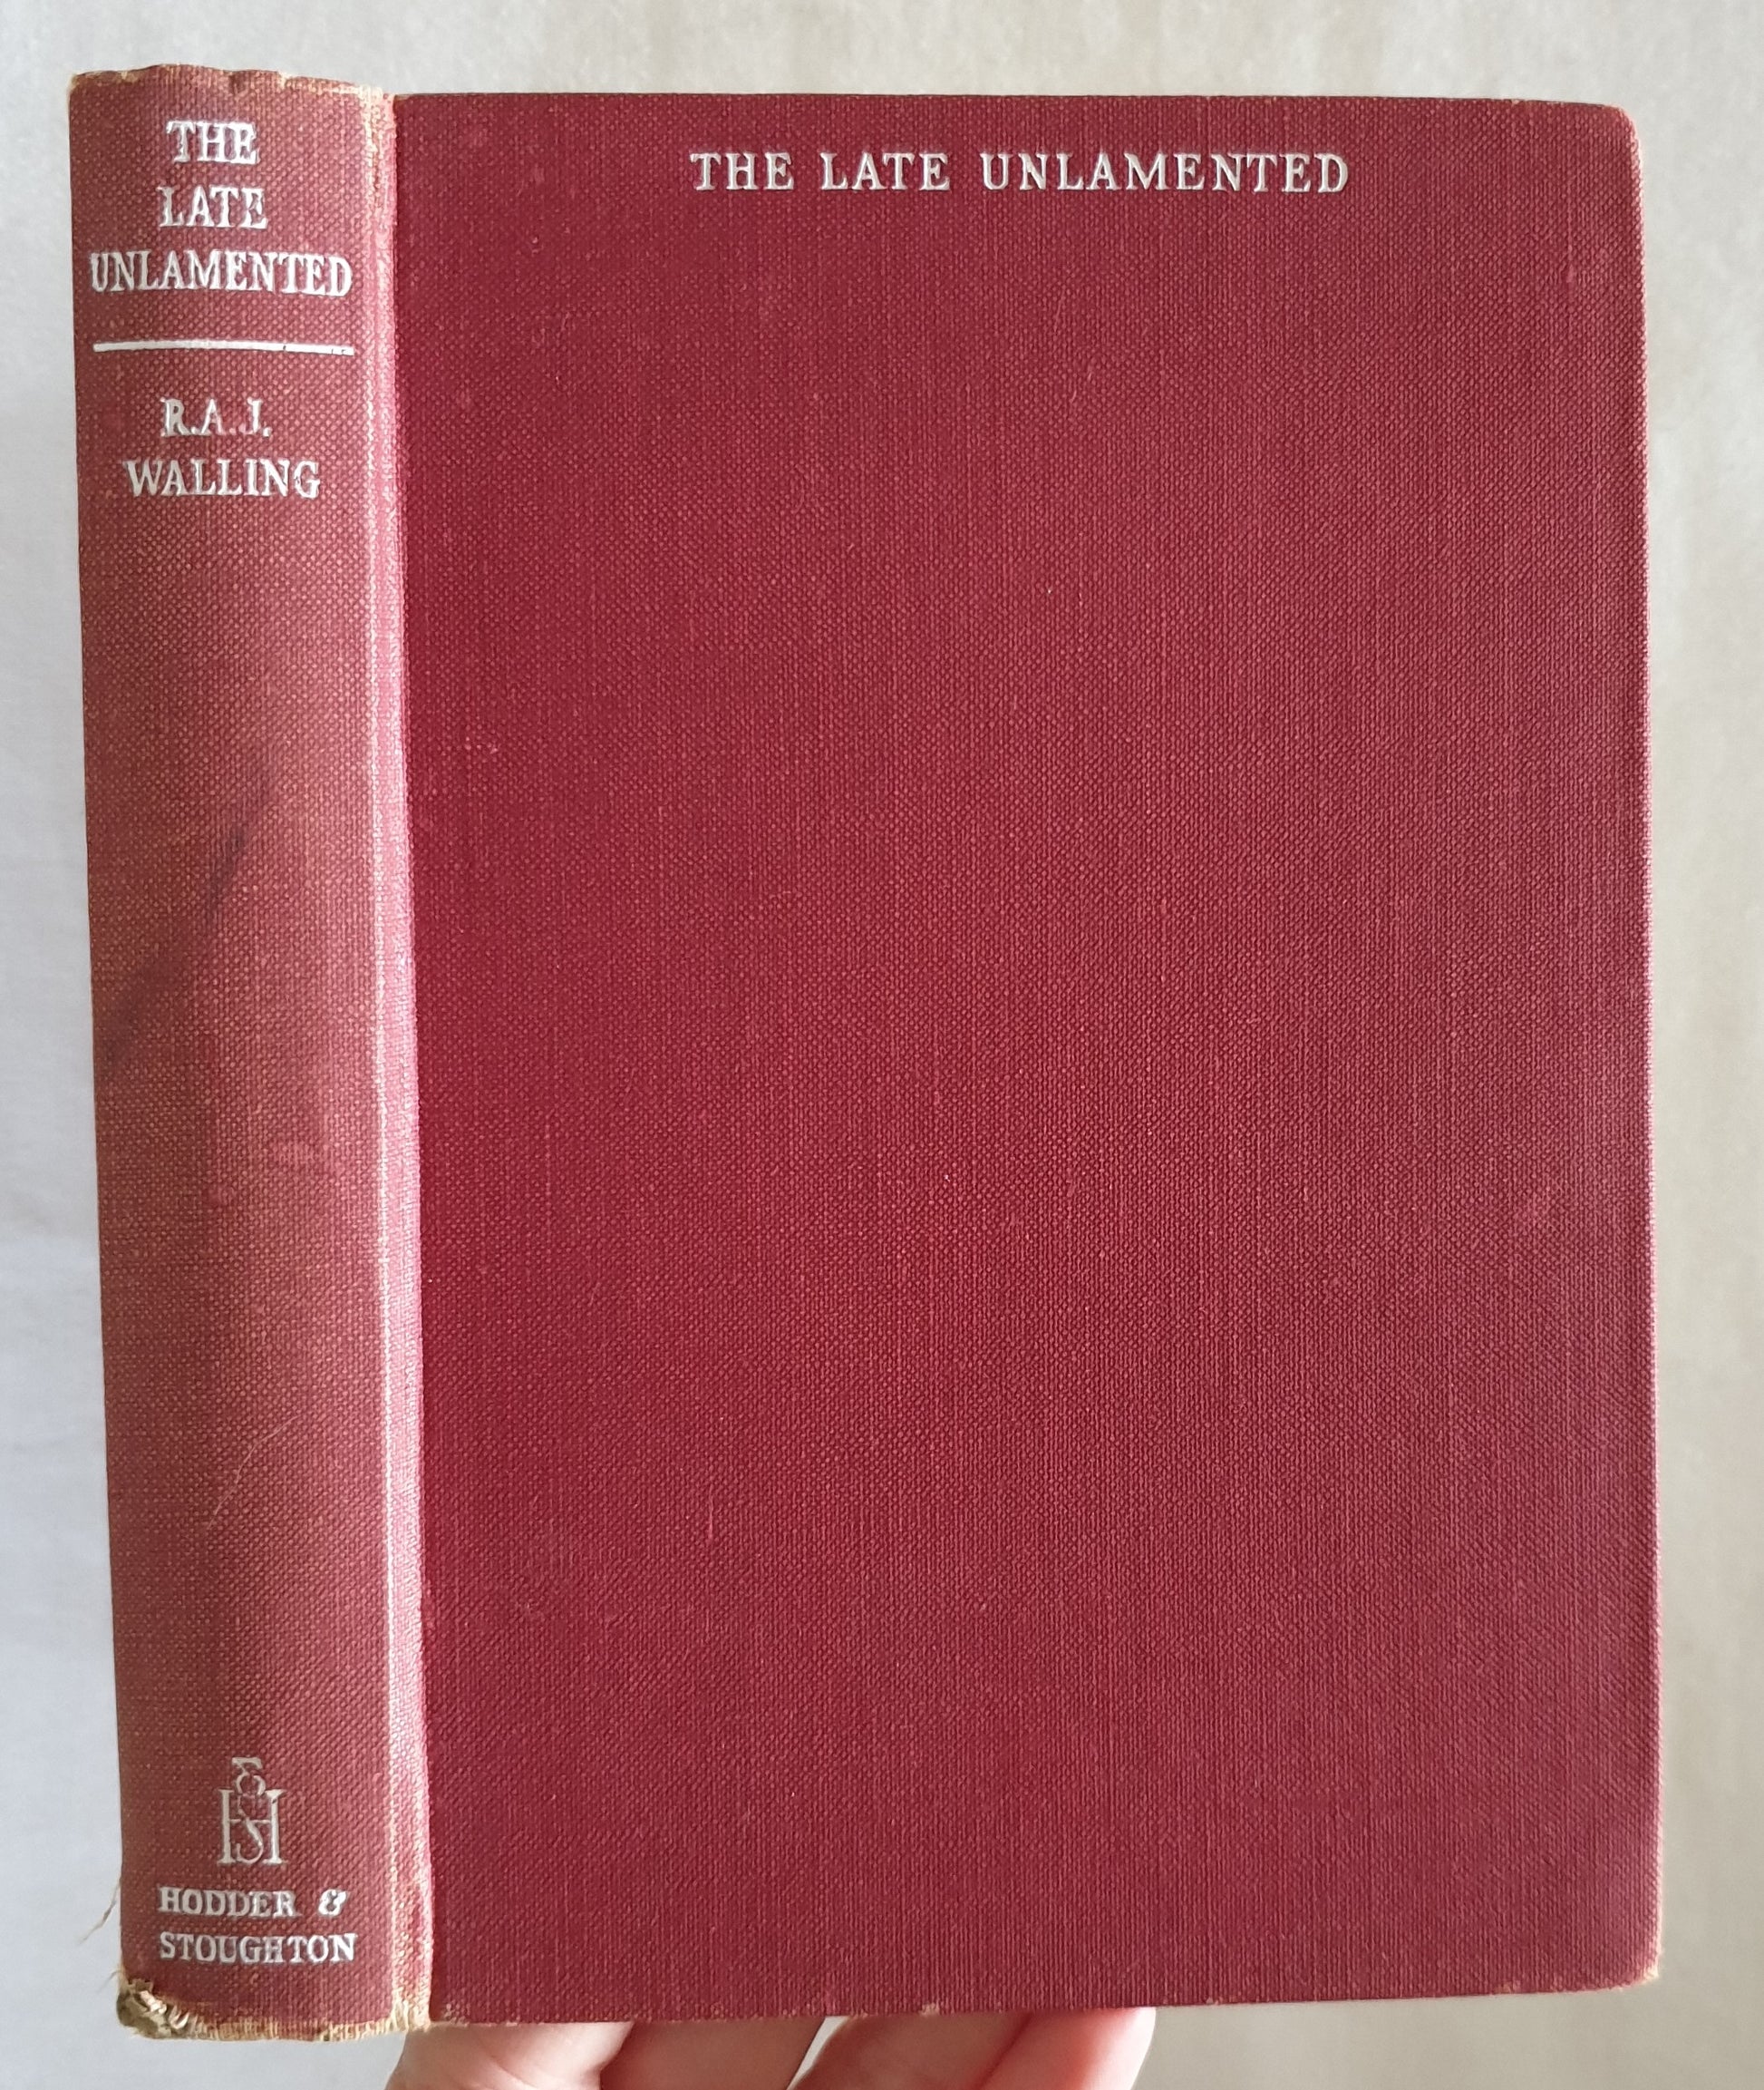 THE
LATE
UNLAMENTED
R.A.J.
WALLING
HODDER &
STOUGHTON
THE LATE UNLAMENTED